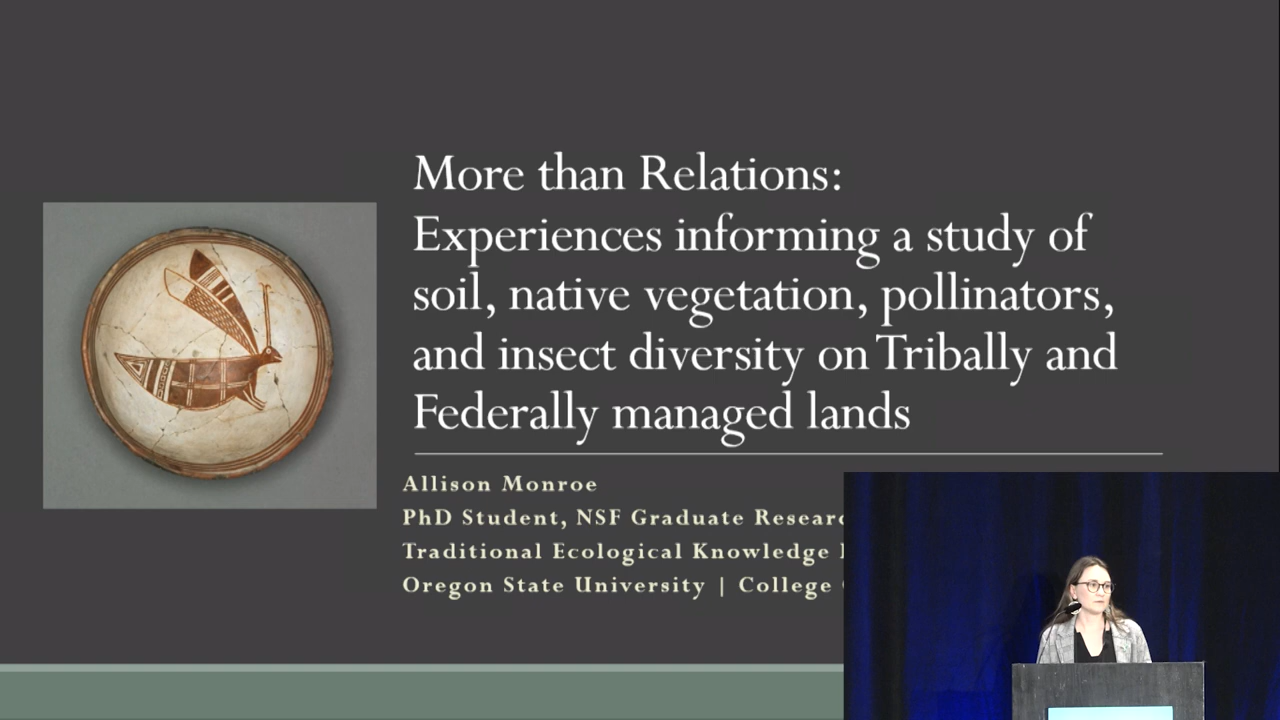 More than Relations:
Experiences informing a study of
soil, native vegetation, pollinators,
and insect diversity on Tribally and
Federally managed lands
Allison Monroe
PhD Student, NSF Graduate
Traditional Ecological Knowledge
Oregon State University | College